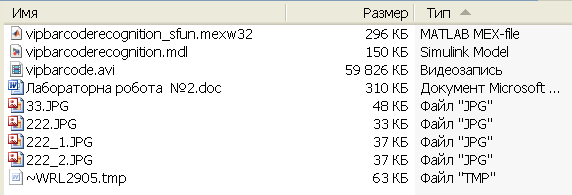 Имя Размер Тип
vipbarcoderecognition_sfun.mexw32 296 КБ MATLAB MEX-file
vipbarcoderecognition.mdl 150 КБ Simulink Model
vipbarcode.avi 59 826 КБ Видеозапись
Лабораторна робота №2.doc 310 КБ Документ Microsoft ...
33.JPG 48 КБ Файл "JPG"
222.JPG 33 КБ Файл "JPG"
222_1.JPG 37 КБ Файл "JPG"
222_2.JPG 37 КБ Файл "JPG"
~WRL2905.tmp 63 КБ Файл "TMP"